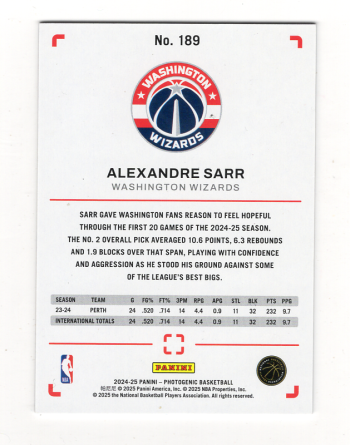 No. 189
WASHINGTON
WIZARDS
ALEXANDRE SARR
WASHINGTON WIZARDS
SARR GAVE WASHINGTON FANS REASON TO FEEL HOPEFUL
THROUGH THE FIRST 20 GAMES OF THE 2024-25 SEASON.
THE NO. 2 OVERALL PICK AVERAGED 10.6 POINTS, 6.3 REBOUNDS
AND 1.9 BLOCKS OVER THAT SPAN, PLAYING WITH CONFIDENCE
AND AGGRESSION AS HE STOOD HIS GROUND AGAINST SOME
OF THE LEAGUE'S BEST BIGS.
SEASON TEAM G FG% FT% 3PM RPG APG STL BLK PTS PPG
23-24 PERTH 24 .520 .714 14 4.4 0.9 11 32 232 9.7
INTERNATIONAL TOTALS 24 .520 .714 14 4.4 0.9 11 32 232 9.7
PANINI
2024-25 PANINI – PHOTOGENIC BASKETBALL
帕尼尼 © 2025 Panini America, Inc. © 2025 NBA Properties, Inc.
© 2025 the National Basketball Players Association. All rights reserved.